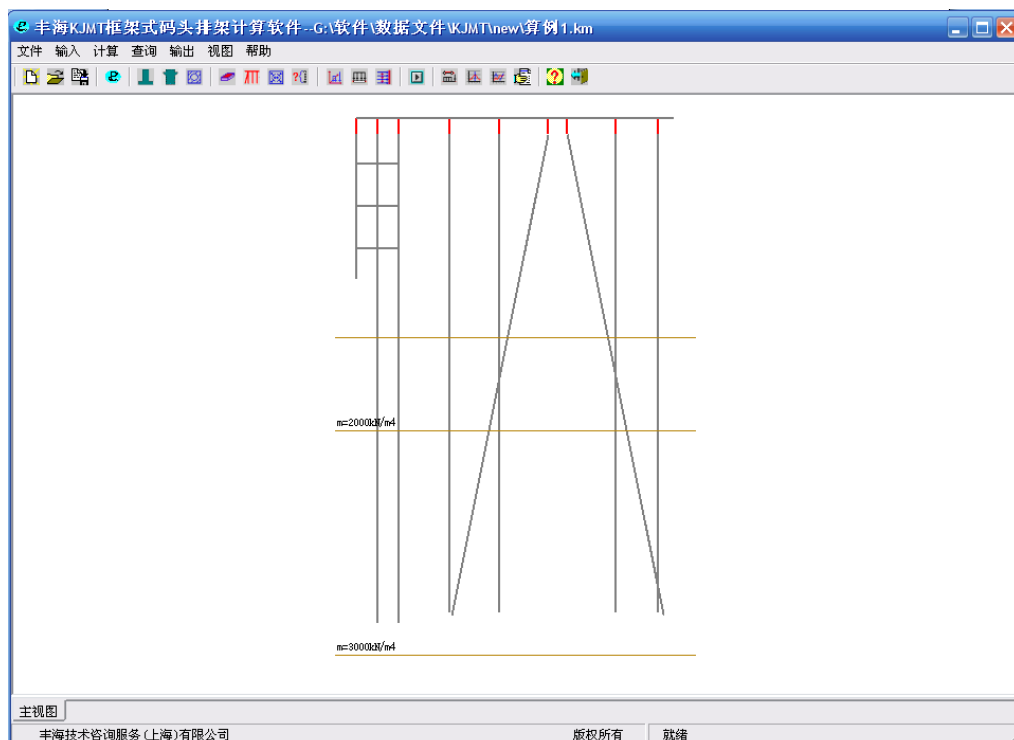 丰海KJMT框架式码头排架计算软件--G:\软件\数据文件\KJMT\new\算例1.km
文件 输入 计算 查询 输出 视图 帮助
m=2000kN/m4
m=3000kN/m4
主视图
丰海技术咨询服务(上海)有限公司 版权所有 就绪